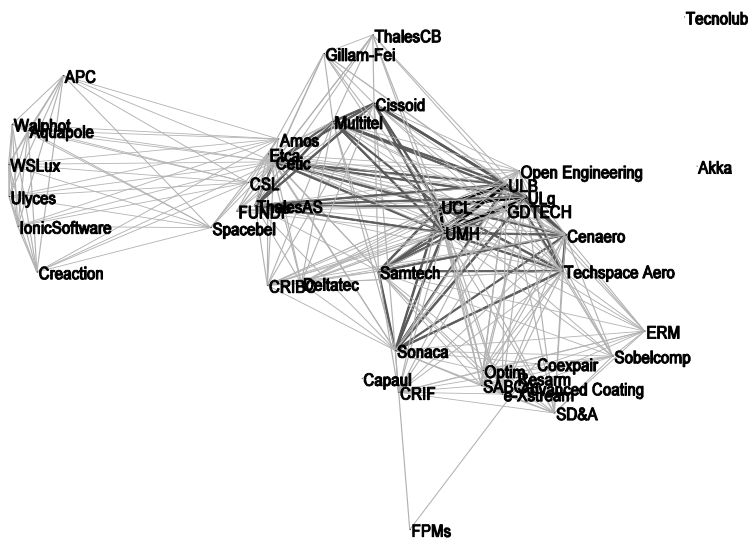 Tecnolub
ThalesCB
Gillam-Fei
APC
Cissoid
Walphot
Aquapole
Multitel
Amos
Etca
Cetic
WSLux
Akka
Open Engineering
CSL
ULB
Ulyces
ULg
FUNDP
ThalesAS
UCL
GDTECH
IonicSoftware
Spacebel
UMH
Cenaero
Creaction
Samtech
Techspace Aero
CRIBC
Deltatec
ERM
Sonaca
Sobelcomp
Coexpair
Optim
Capaul
Resarm
SABCA
CRIF
Advanced Coating
e-Xstream
SD&A
FPMs